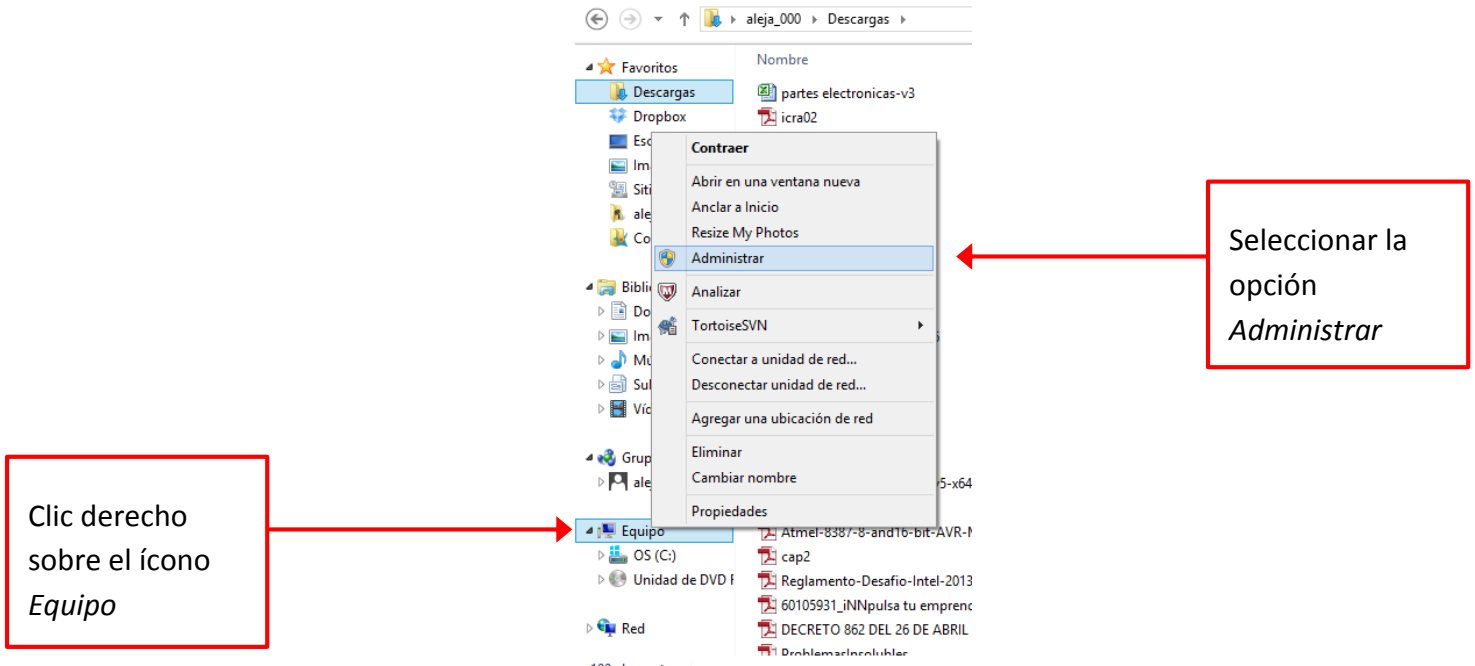 aleja_000 Descargas
Favoritos
Descargas
Dropbox
Nombre
partes electronicas-v3
icra02
Contraer
Abrir en una ventana nueva
Anclar a Inicio
Resize My Photos
Administrar
Analizar
TortoiseSVN
Conectar a unidad de red...
Desconectar unidad de red...
Agregar una ubicación de red
Eliminar
Cambiar nombre
Propiedades
Seleccionar la
opción
Administrar
Clic derecho
sobre el ícono
Equipo
Equipo
OS (C:)
Unidad de DVD
Red
Atmel-8387-8-and16-bit-AVR-
cap2
Reglamento-Desafio-Intel-2013
60105931_iNNpulsa tu emprend
DECRETO 862 DEL 26 DE ABRIL
ProblemasInsolubles